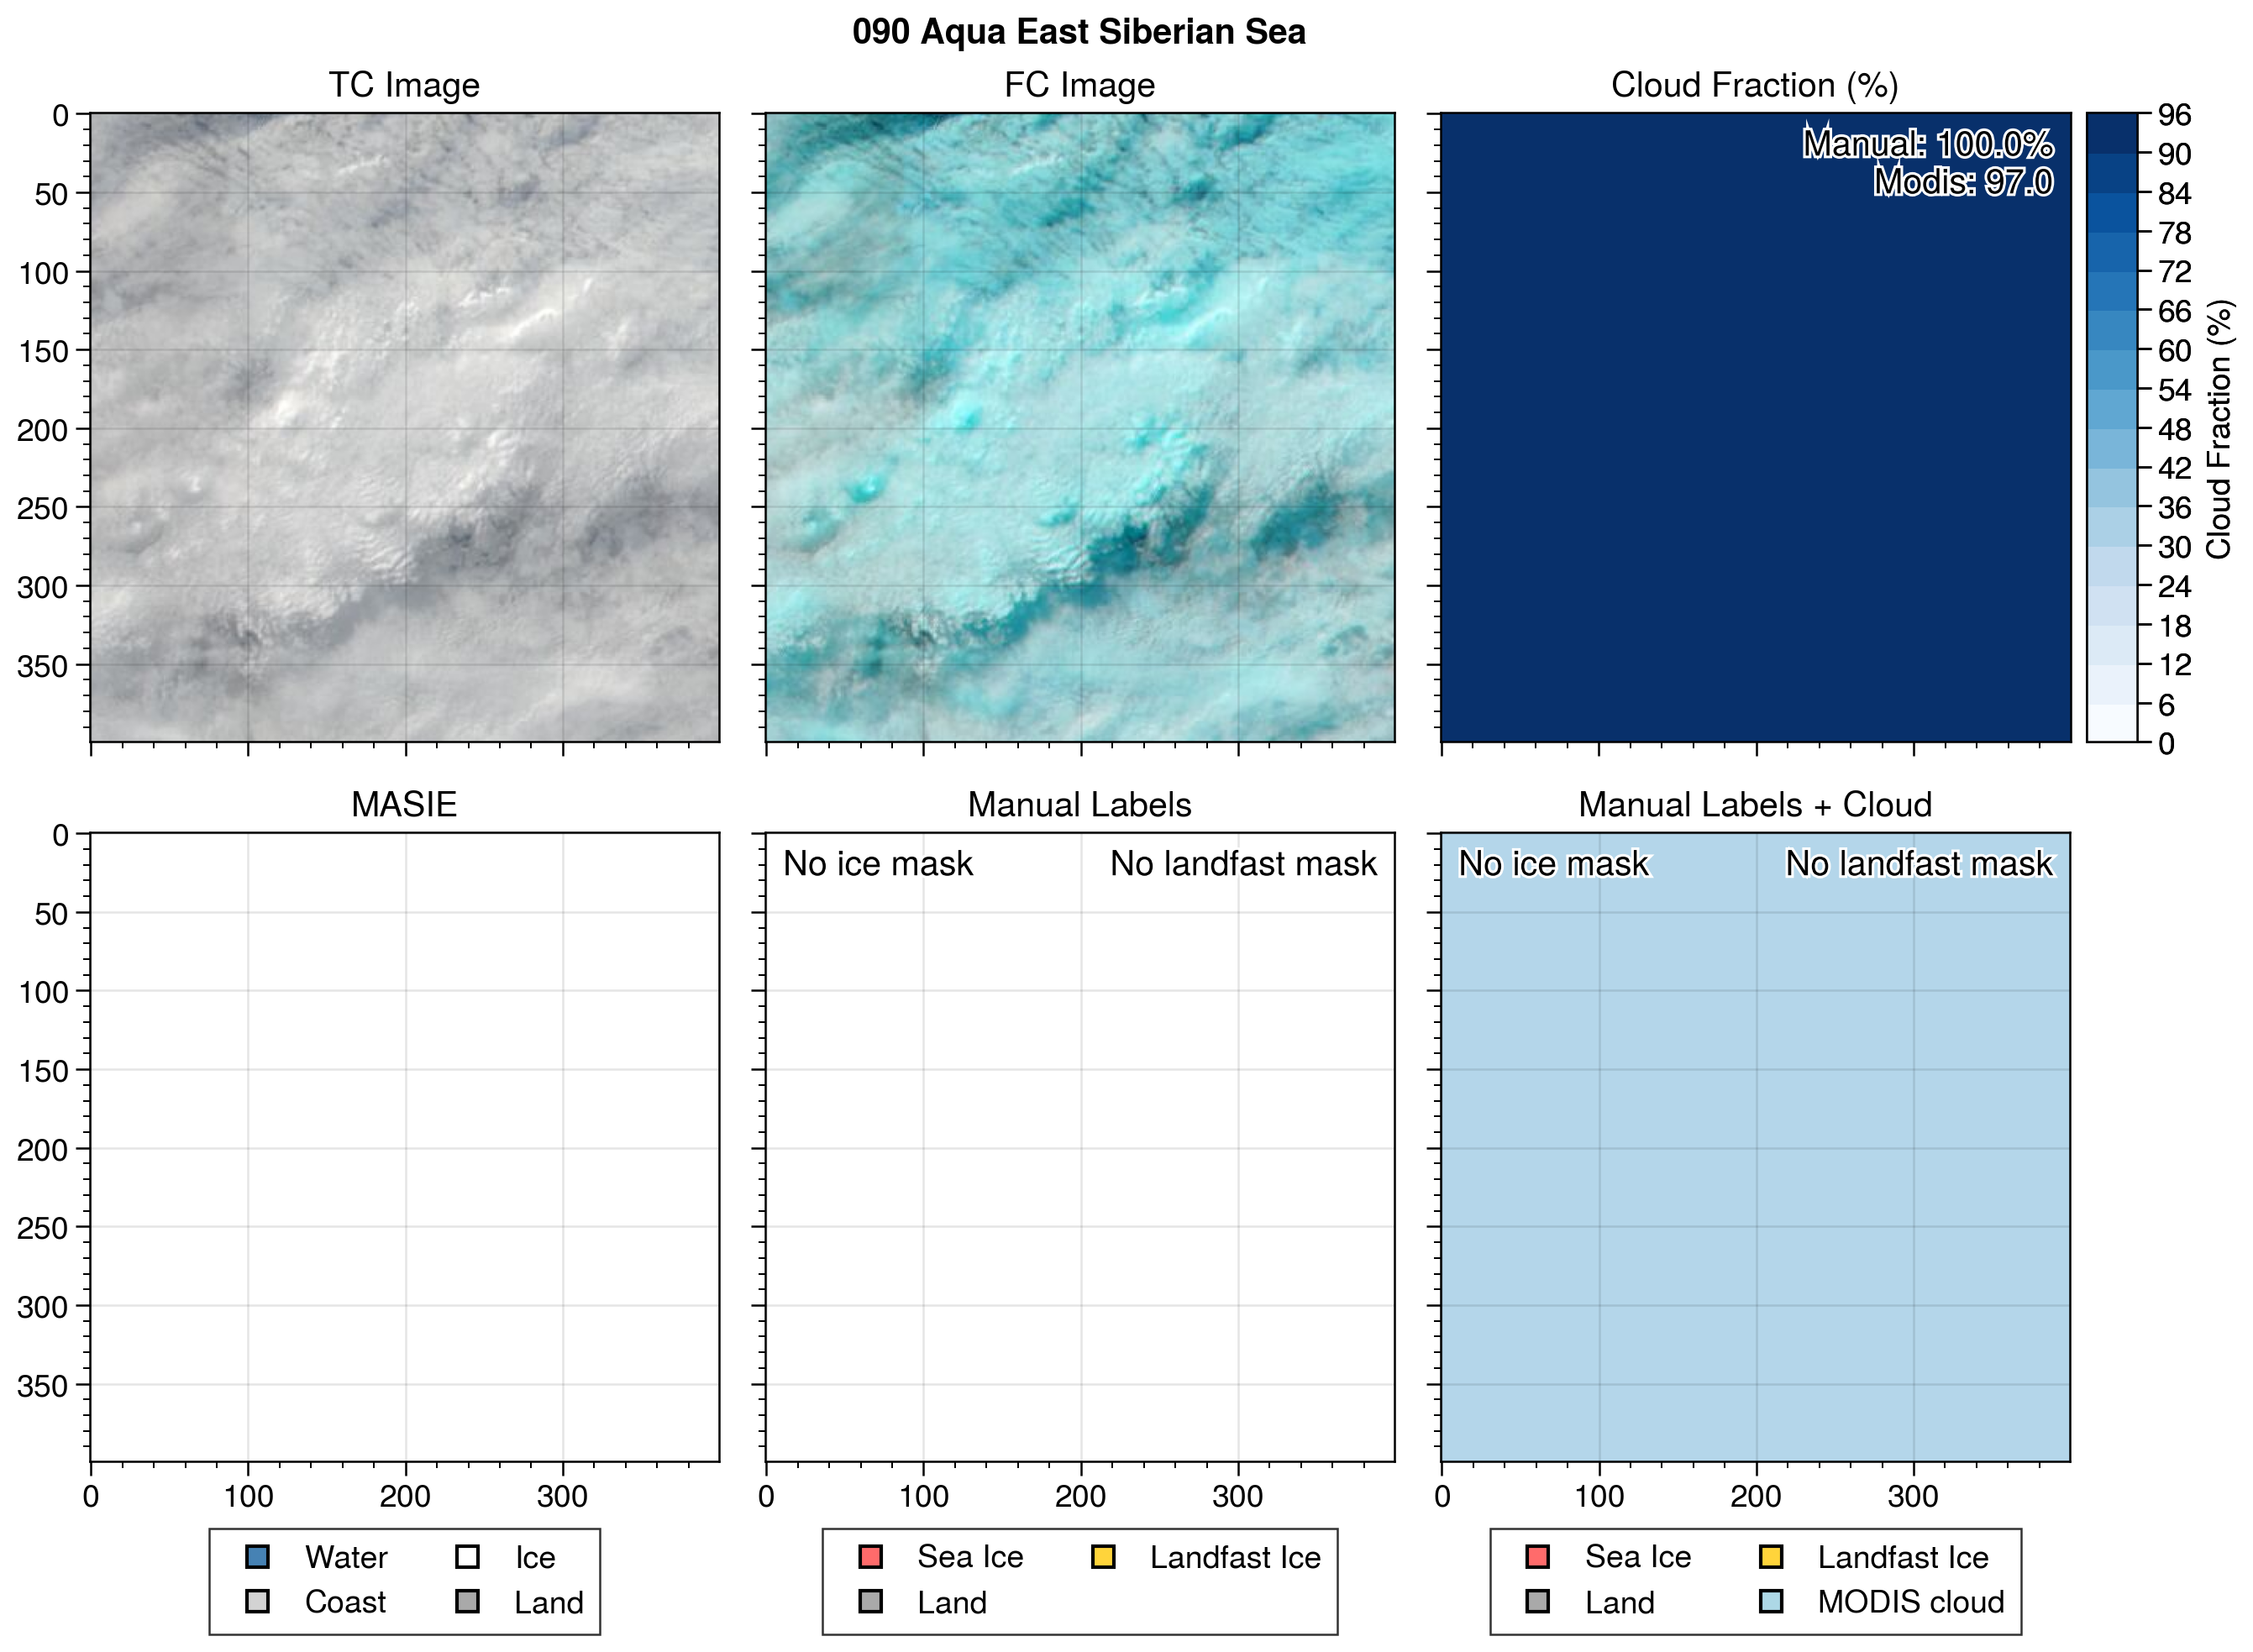 090 Aqua East Siberian Sea
TC Image
FC Image
Cloud Fraction (%)
0
50
100
150
200
250
300
350
Manual: 100.0%
Modis: 97.0
96
90
84
78
72
66
60
54
48
42
36
30
24
18
12
6
0
Cloud Fraction (%)
MASIE
Manual Labels
Manual Labels + Cloud
0
50
100
150
200
250
300
350
No ice mask
No landfast mask
No ice mask
No landfast mask
0 100 200 300
0 100 200 300
0 100 200 300
Water
Ice
Coast
Land
Sea Ice
Landfast Ice
Land
Sea Ice
Landfast Ice
Land
MODIS cloud